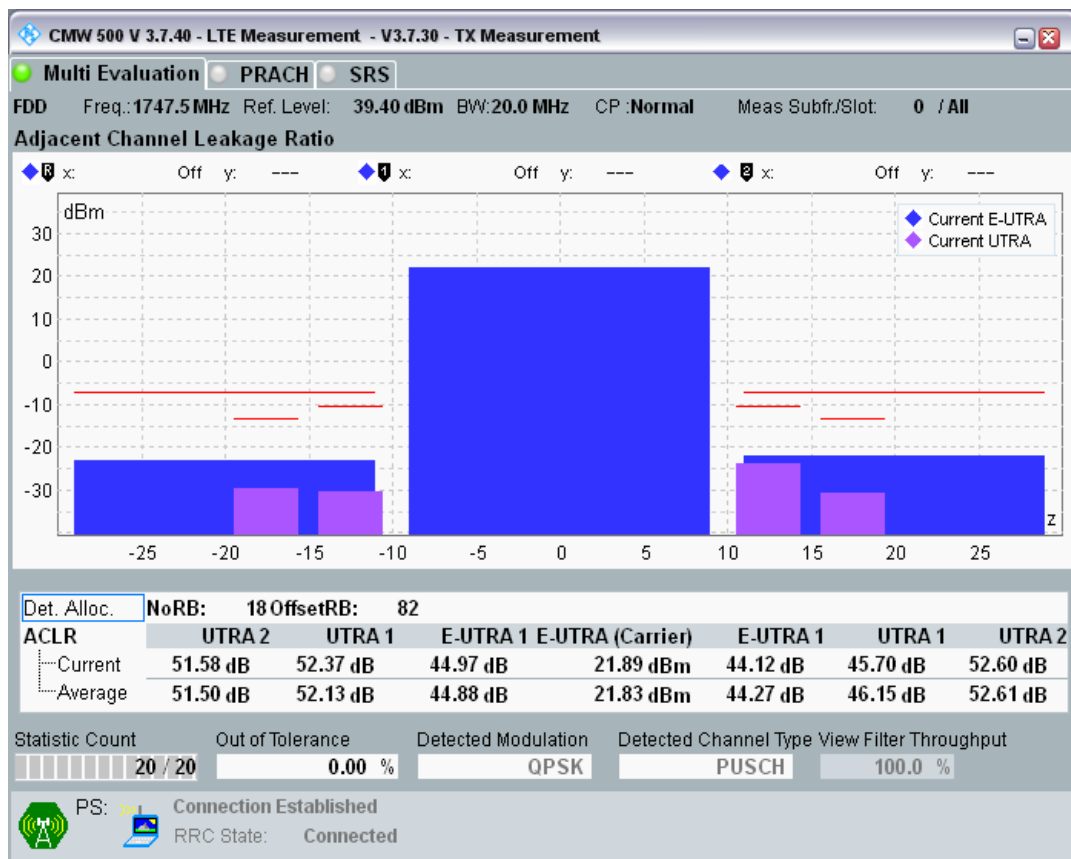 CMW 500 V 3.7.40 - LTE Measurement - V3.7.30 - TX Measurement
Multi Evaluation PRACH SRS
FDD Freq.:1747.5 MHz Ref. Level: 39.40 dBm BW:20.0 MHz CP :Normal Meas Subfr./Slot: 0 / All
Adjacent Channel Leakage Ratio
R x: Off y: --- 1 x: Off y: --- 2 x: Off y: ---
dBm
Current E-UTRA
Current UTRA
30
20
10
0
-10
-20
-30
z
-25 -20 -15 -10 -5 0 5 10 15 20 25
Det. Alloc. NoRB: 18 OffsetRB: 82
ACLR UTRA 2 UTRA 1 E-UTRA 1 E-UTRA (Carrier) E-UTRA 1 UTRA 1 UTRA 2
Current 51.58 dB 52.37 dB 44.97 dB 21.89 dBm 44.12 dB 45.70 dB 52.60 dB
Average 51.50 dB 52.13 dB 44.88 dB 21.83 dBm 44.27 dB 46.15 dB 52.61 dB
Statistic Count Out of Tolerance Detected Modulation Detected Channel Type View Filter Throughput
20 / 20 0.00 % QPSK PUSCH 100.0 %
PS: Connection Established
RRC State: Connected